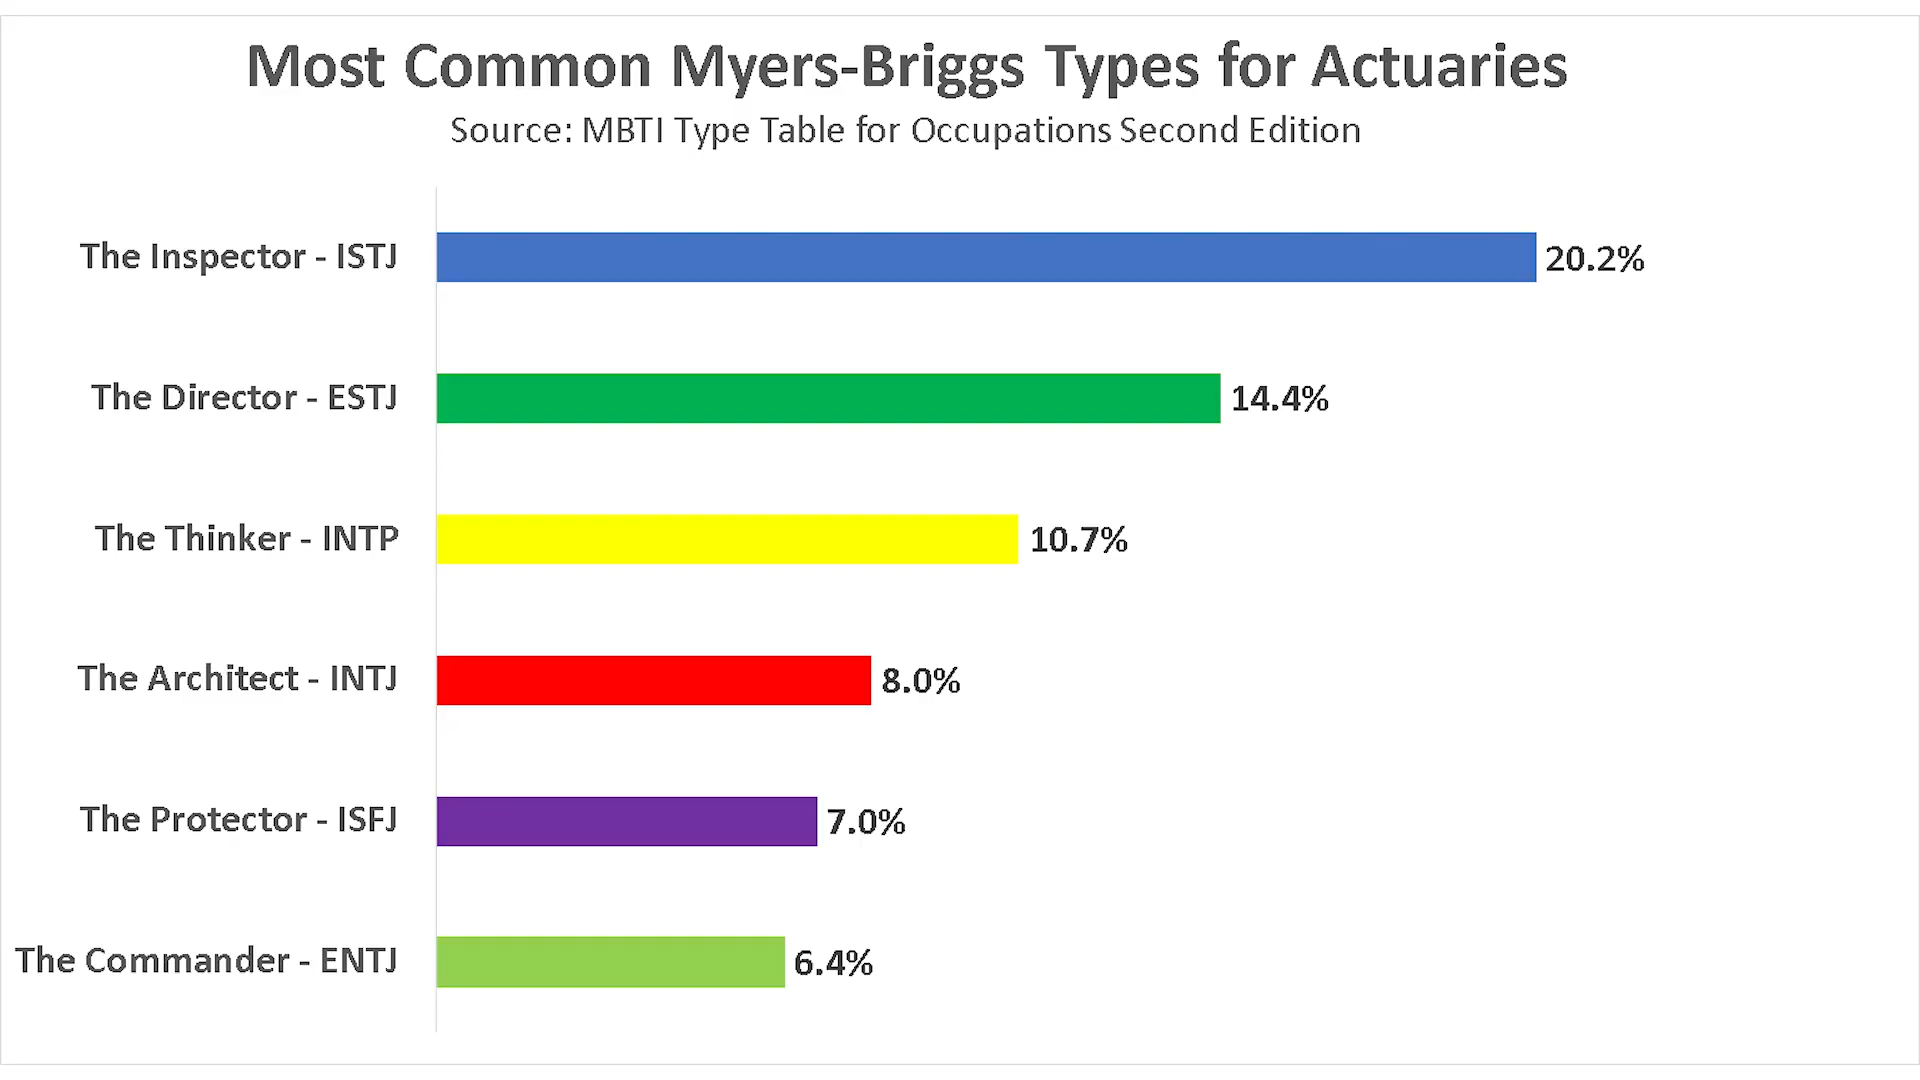 Most Common Myers-Briggs Types for Actuaries
Source: MBTI Type Table for Occupations Second Edition
The Inspector - ISTJ 20.2%
The Director - ESTJ 14.4%
The Thinker - INTP 10.7%
The Architect - INTJ 8.0%
The Protector - ISFJ 7.0%
The Commander - ENTJ 6.4%